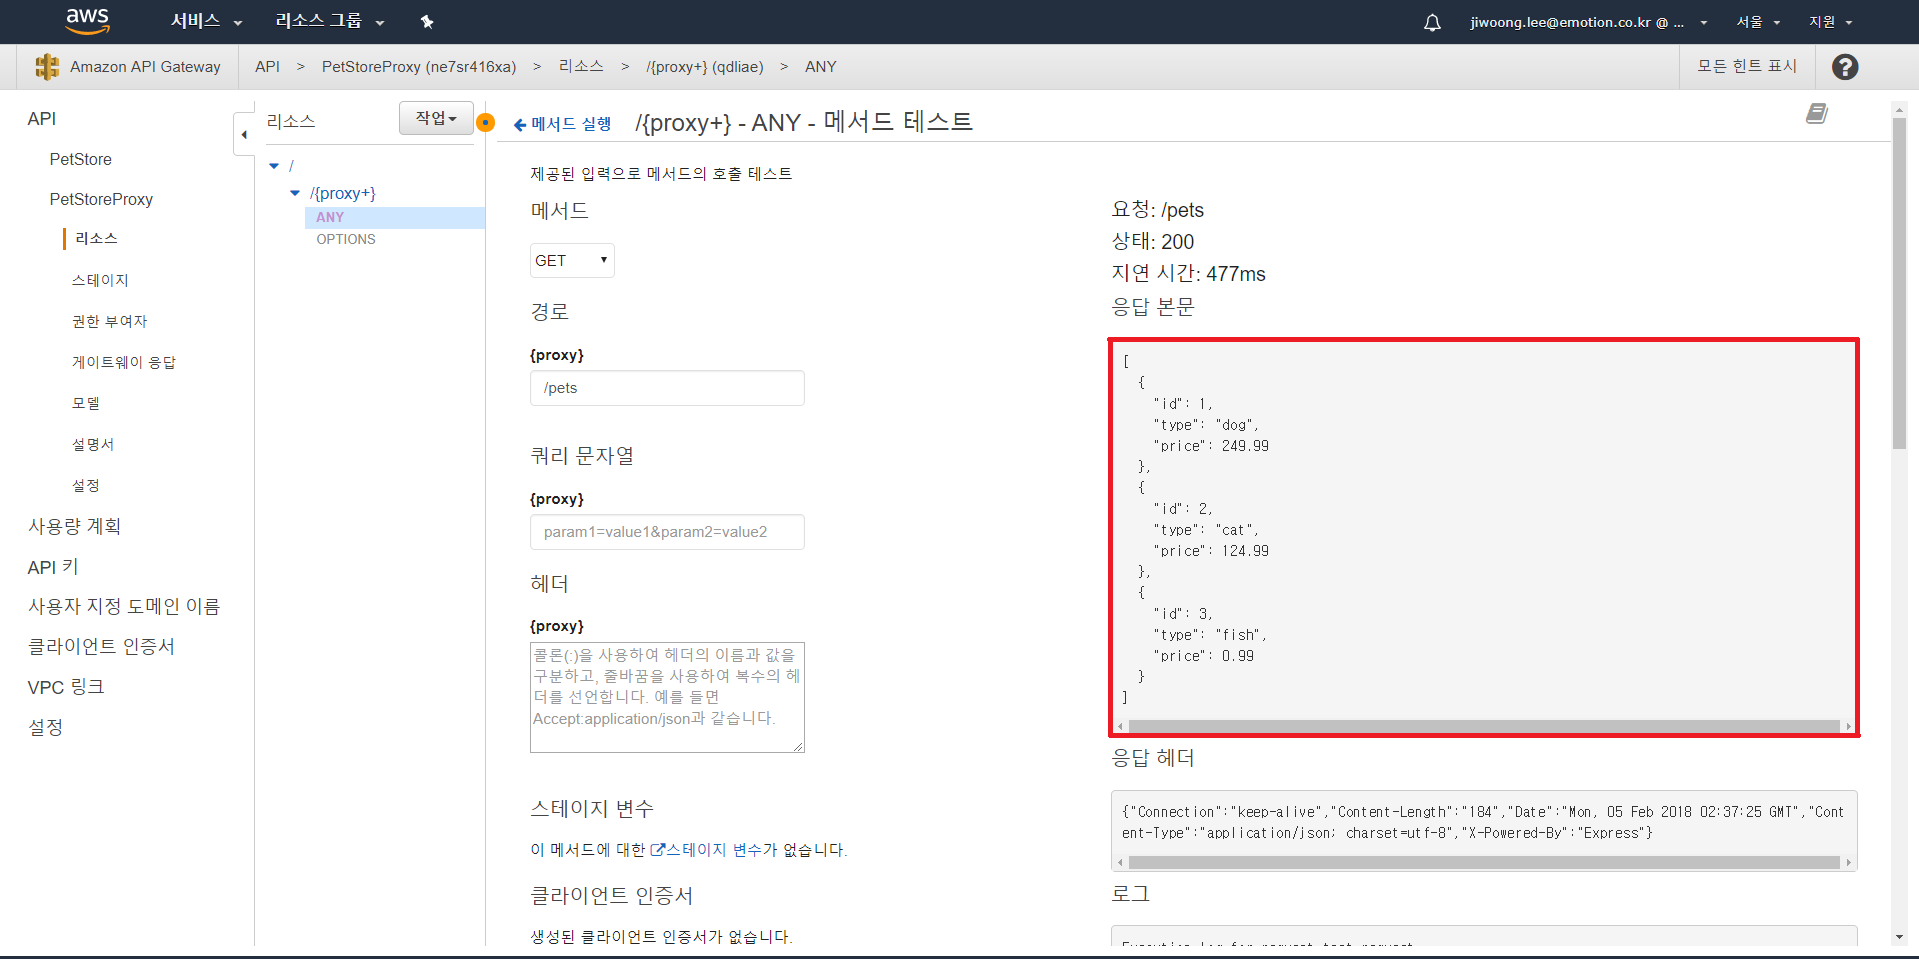 aws
서비스
리소스 그룹
jiwoong.lee@emotion.co.kr @ ...
서울
지원
Amazon API Gateway
API > PetStoreProxy (ne7sr416xa) > 리소스 > /{proxy+} (qdliae) > ANY
모든 힌트 표시
?
API
PetStore
PetStoreProxy
리소스
스테이지
권한 부여자
게이트웨이 응답
모델
설명서
설정
사용량 계획
API 키
사용자 지정 도메인 이름
클라이언트 인증서
VPC 링크
설정
리소스
작업
/
/{proxy+}
ANY
OPTIONS
메서드 실행
/{proxy+} - ANY - 메서드 테스트
제공된 입력으로 메서드의 호출 테스트
메서드
GET
경로
{proxy}
/pets
쿼리 문자열
{proxy}
param1=value1&param2=value2
헤더
{proxy}
콜론(:)을 사용하여 헤더의 이름과 값을
구분하고, 줄바꿈을 사용하여 복수의 헤
더를 선언합니다. 예를 들면
Accept:application/json과 같습니다.
스테이지 변수
이 메서드에 대한 스테이지 변수가 없습니다.
클라이언트 인증서
생성된 클라이언트 인증서가 없습니다.
요청: /pets
상태: 200
지연 시간: 477ms
응답 본문
[
{
"id": 1,
"type": "dog",
"price": 249.99
},
{
"id": 2,
"type": "cat",
"price": 124.99
},
{
"id": 3,
"type": "fish",
"price": 0.99
}
]
응답 헤더
{"Connection":"keep-alive","Content-Length":"184","Date":"Mon, 05 Feb 2018 02:37:25 GMT","Cont
ent-Type":"application/json; charset=utf-8","X-Powered-By":"Express"}
로그
Execution log for request test-request